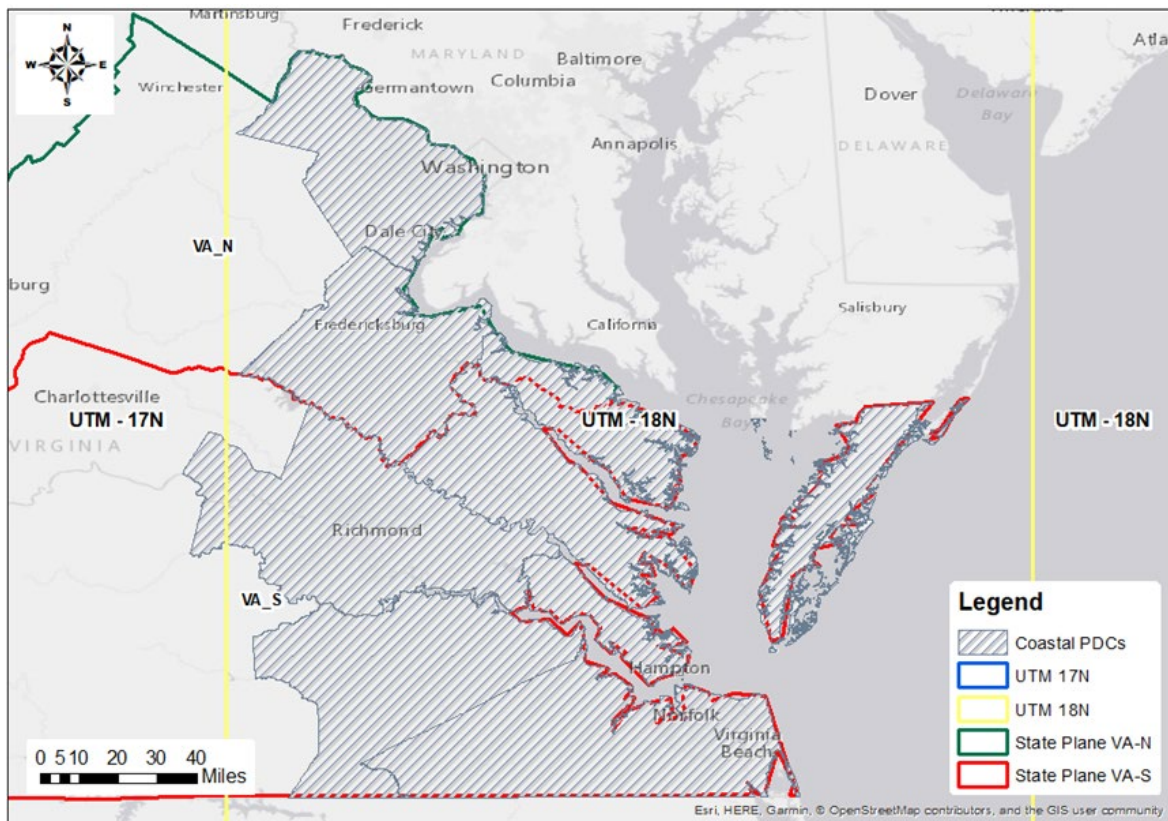 Martinsburg
Frederick
N
W E
S
MARYLAND
Baltimore
Columbia
Winchester
Germantown
Dover
Delaware
Bay
Annapolis
DELAWARE
Washington
Dale City
VA_N
burg
Salisbury
Fredericksburg
California
Charlottesville
Chesapeake
Bay
UTM - 17N
UTM - 18N
UTM - 18N
VIRGINIA
Richmond
VA_S
Legend
Coastal PDCs
UTM 17N
UTM 18N
State Plane VA-N
State Plane VA-S
Hampton
Norfolk
Virginia
Beach
0 5 10 20 30 40
Miles
Esri, HERE, Garmin, © OpenStreetMap contributors, and the GIS user community